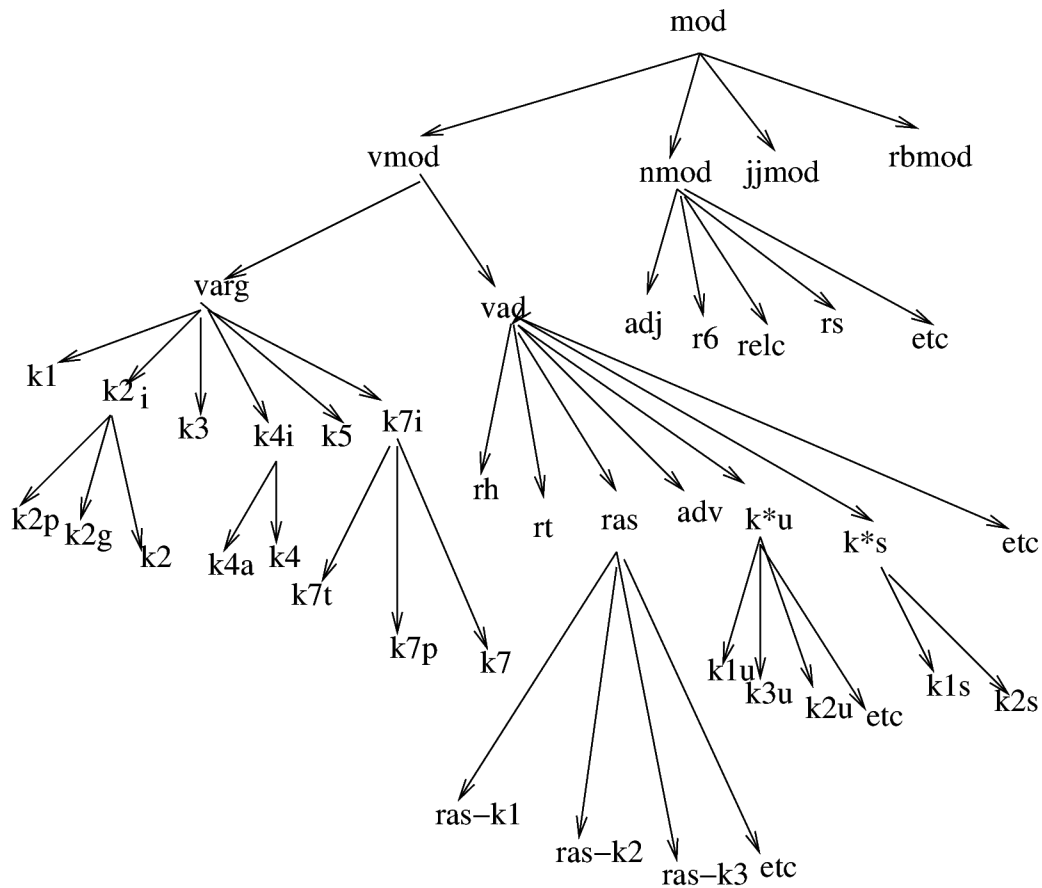 mod
vmod
nmod
jjmod
rbmod
varg
vad
adj
r6
relc
rs
etc
k1
k2i
k3
k4i
k5
k7i
k2p
k2g
k2
k4a
k4
k7t
k7p
k7
rh
rt
ras
adv
k*u
k*s
etc
k1u
k3u
k2u
etc
k1s
k2s
ras-k1
ras-k2
ras-k3
etc